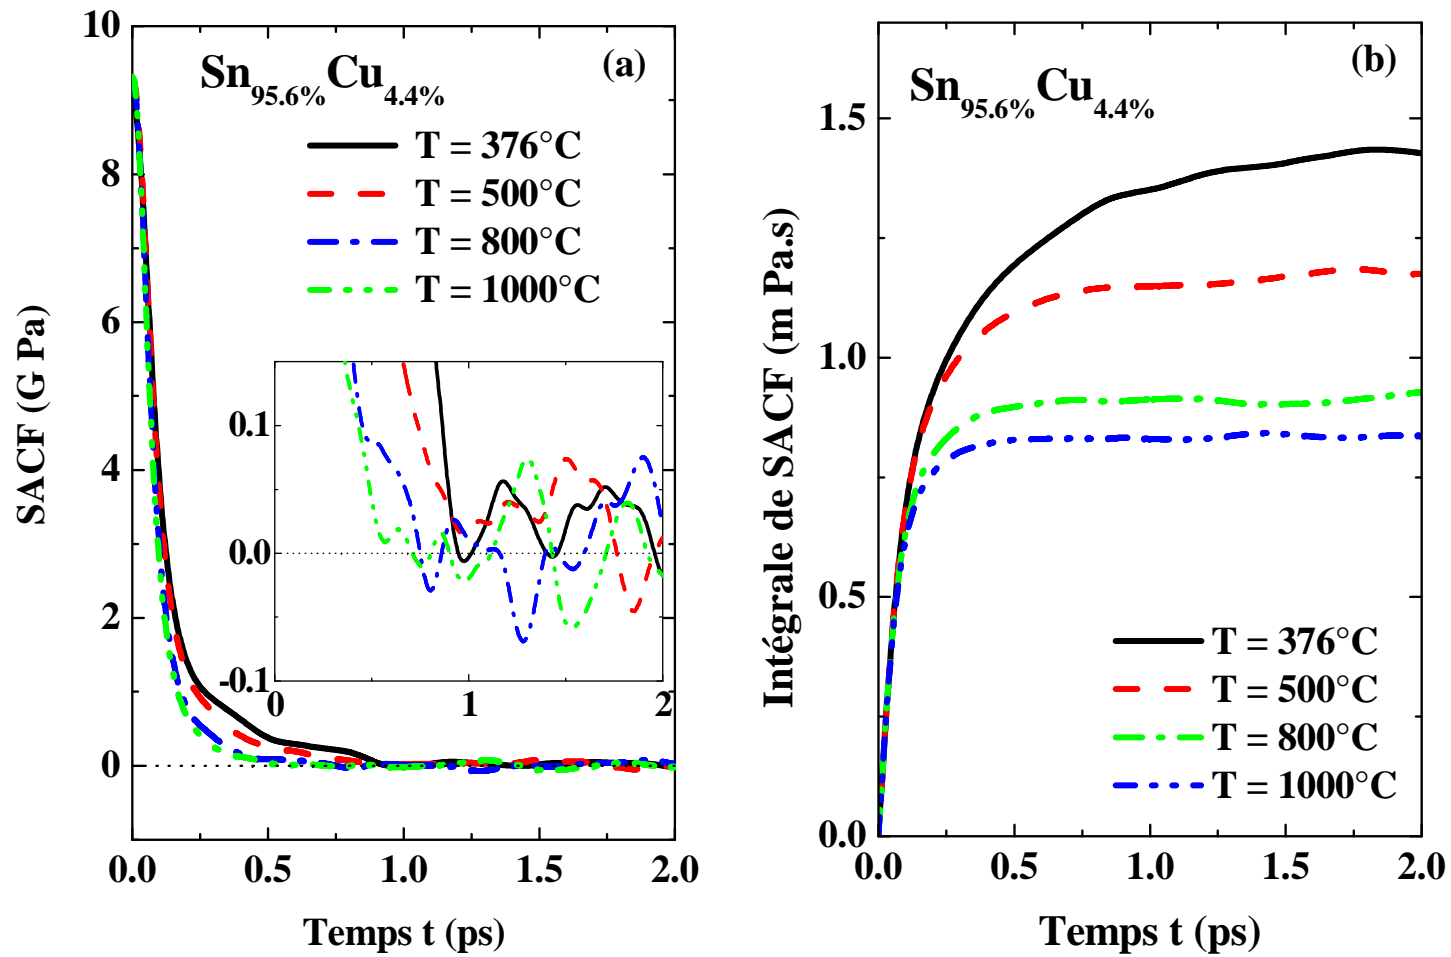 (a)
Sn95.6%Cu4.4%
T = 376°C
T = 500°C
T = 800°C
T = 1000°C
SACF (G Pa)
10
8
6
4
2
0
0.0
0.5
1.0
1.5
2.0
Temps t (ps)
0.1
0.0
-0.1
0
1
2
(b)
Sn95.6%Cu4.4%
Intégrale de SACF (m Pa.s)
1.5
1.0
0.5
0.0
T = 376°C
T = 500°C
T = 800°C
T = 1000°C
0.0
0.5
1.0
1.5
2.0
Temps t (ps)